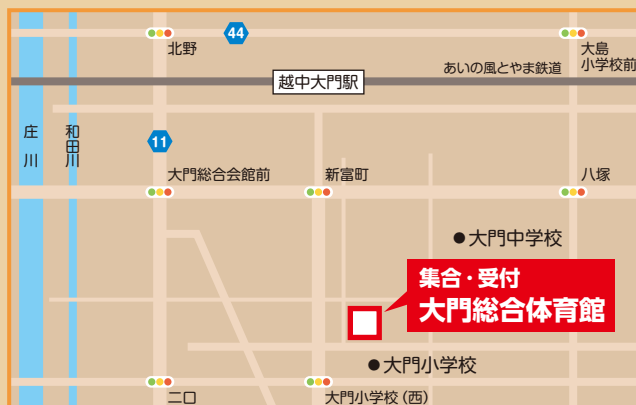 北野
44
大島
小学校前
あいの風とやま鉄道
越中大門駅
庄川
和田川
11
大門総合会館前
新富町
八塚
大門中学校
集合・受付
大門総合体育館
大門小学校
二口
大門小学校(西)